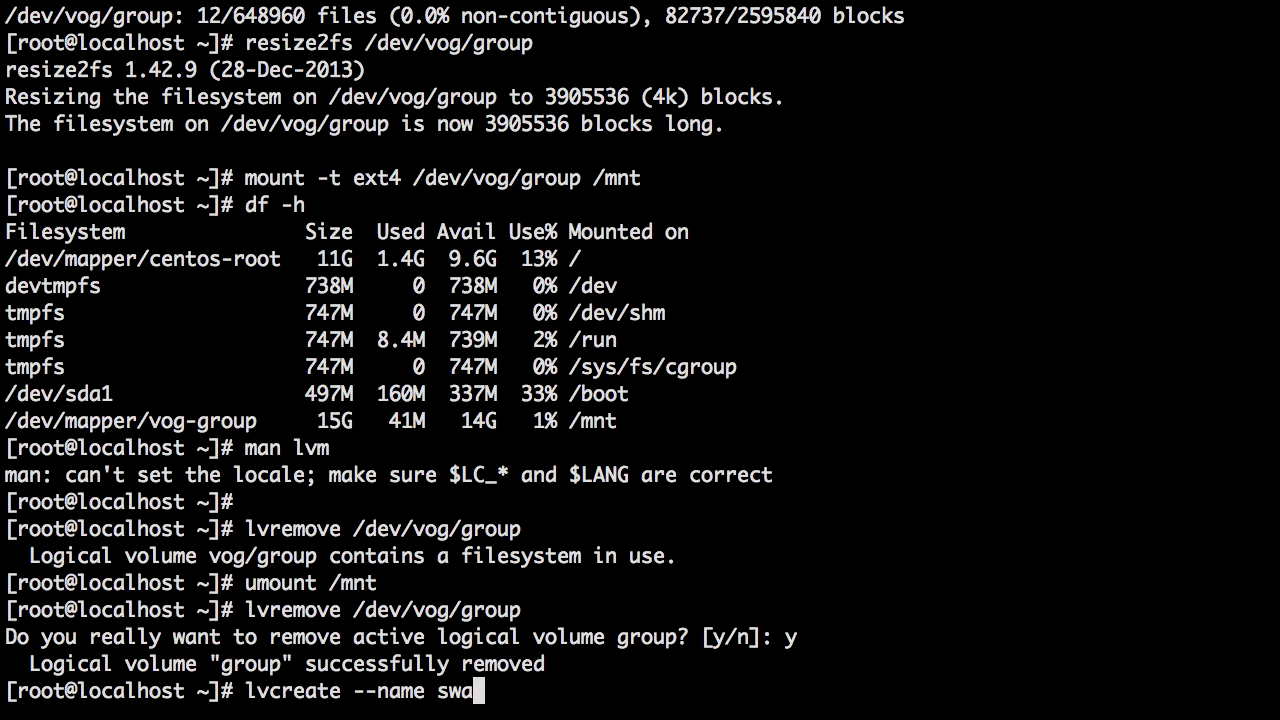 /dev/vog/group: 12/648960 files (0.0% non-contiguous), 82737/2595840 blocks
[root@localhost ~]# resize2fs /dev/vog/group
resize2fs 1.42.9 (28-Dec-2013)
Resizing the filesystem on /dev/vog/group to 3905536 (4k) blocks.
The filesystem on /dev/vog/group is now 3905536 blocks long.
[root@localhost ~]# mount -t ext4 /dev/vog/group /mnt
[root@localhost ~]# df -h
Filesystem               Size  Used Avail Use% Mounted on
/dev/mapper/centos-root   11G  1.4G  9.6G  13% /
devtmpfs                 738M     0  738M   0% /dev
tmpfs                    747M     0  747M   0% /dev/shm
tmpfs                    747M  8.4M  739M   2% /run
tmpfs                    747M     0  747M   0% /sys/fs/cgroup
/dev/sda1                497M  160M  337M  33% /boot
/dev/mapper/vog-group     15G   41M   14G   1% /mnt
[root@localhost ~]# man lvm
man: can't set the locale; make sure $LC_* and $LANG are correct
[root@localhost ~]#
[root@localhost ~]# lvremove /dev/vog/group
  Logical volume vog/group contains a filesystem in use.
[root@localhost ~]# umount /mnt
[root@localhost ~]# lvremove /dev/vog/group
Do you really want to remove active logical volume group? [y/n]: y
  Logical volume "group" successfully removed
[root@localhost ~]# lvcreate --name swa